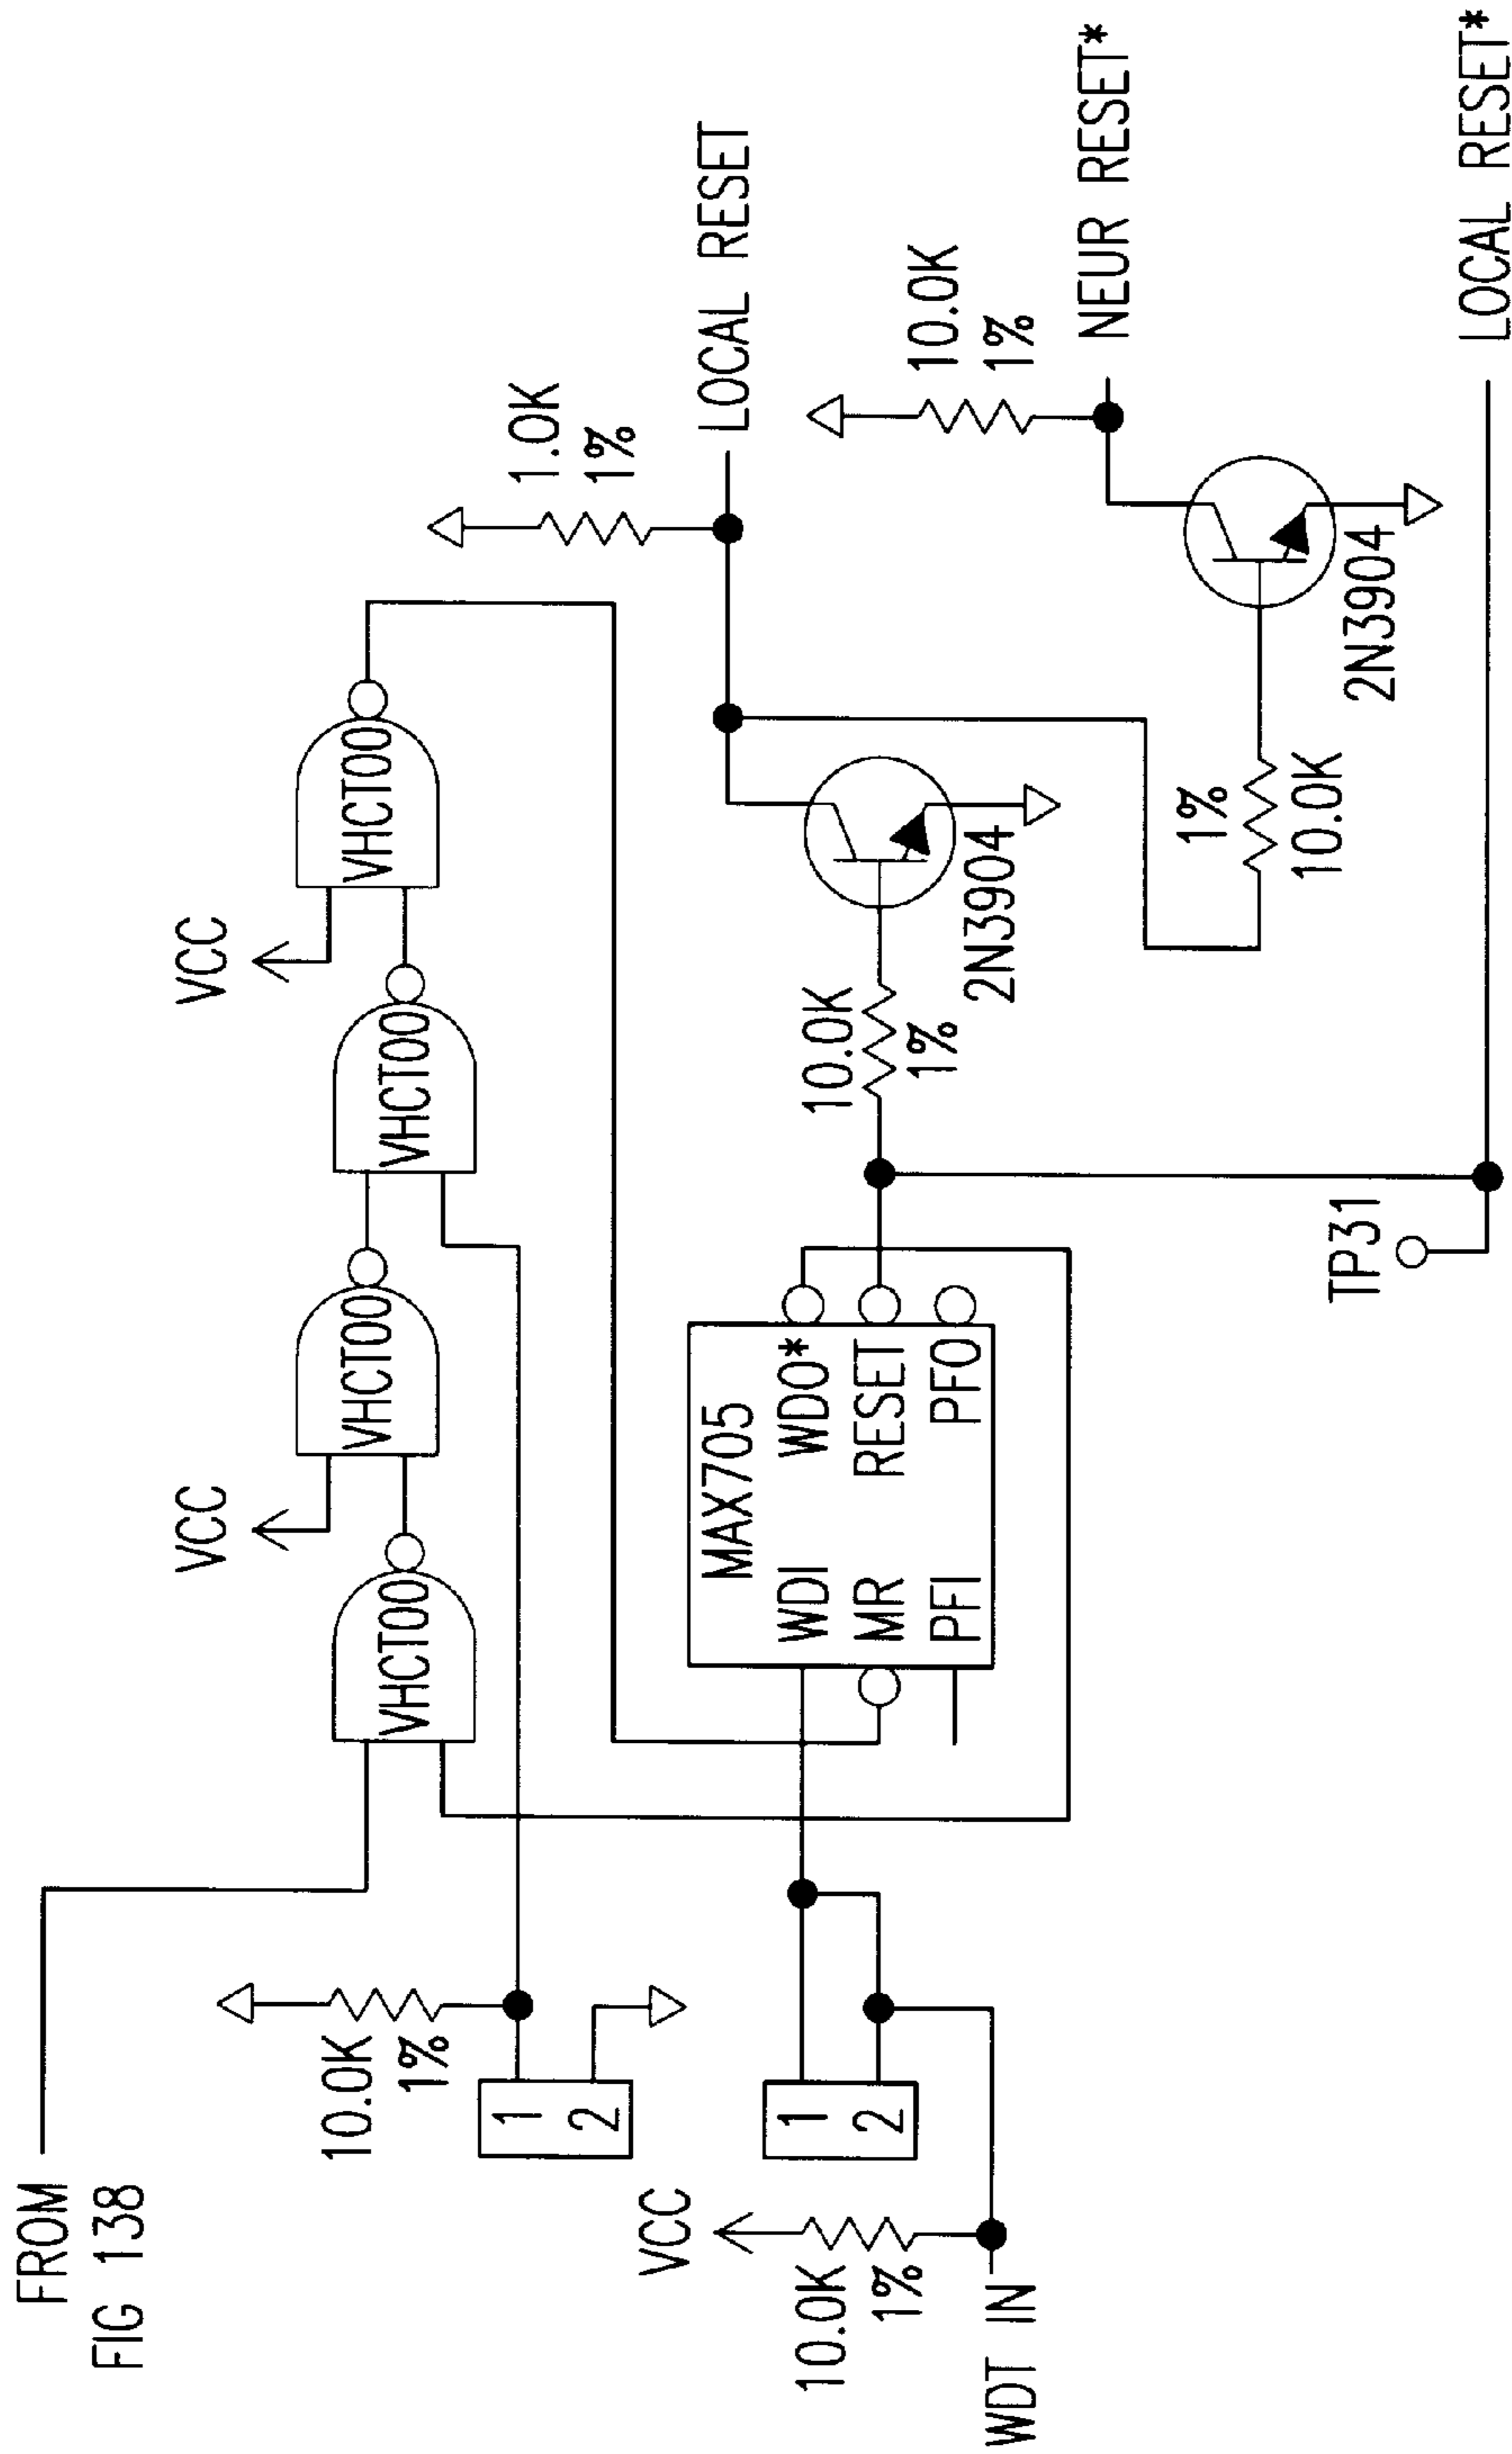 FROM
FIG 138
10.0K
1%
1
2
VCC
10.0K
1%
WDT IN
1
2
VCC
VHCT00
VHCT00
VCC
VHCT00
VHCT00
MAX705
WDI
WDO*
MR
RESET
PFI
PFO
TP31
10.0K
1%
2N3904
1.0K
1%
LOCAL RESET
1%
10.0K
2N3904
10.0K
1%
NEUR RESET*
LOCAL RESET*